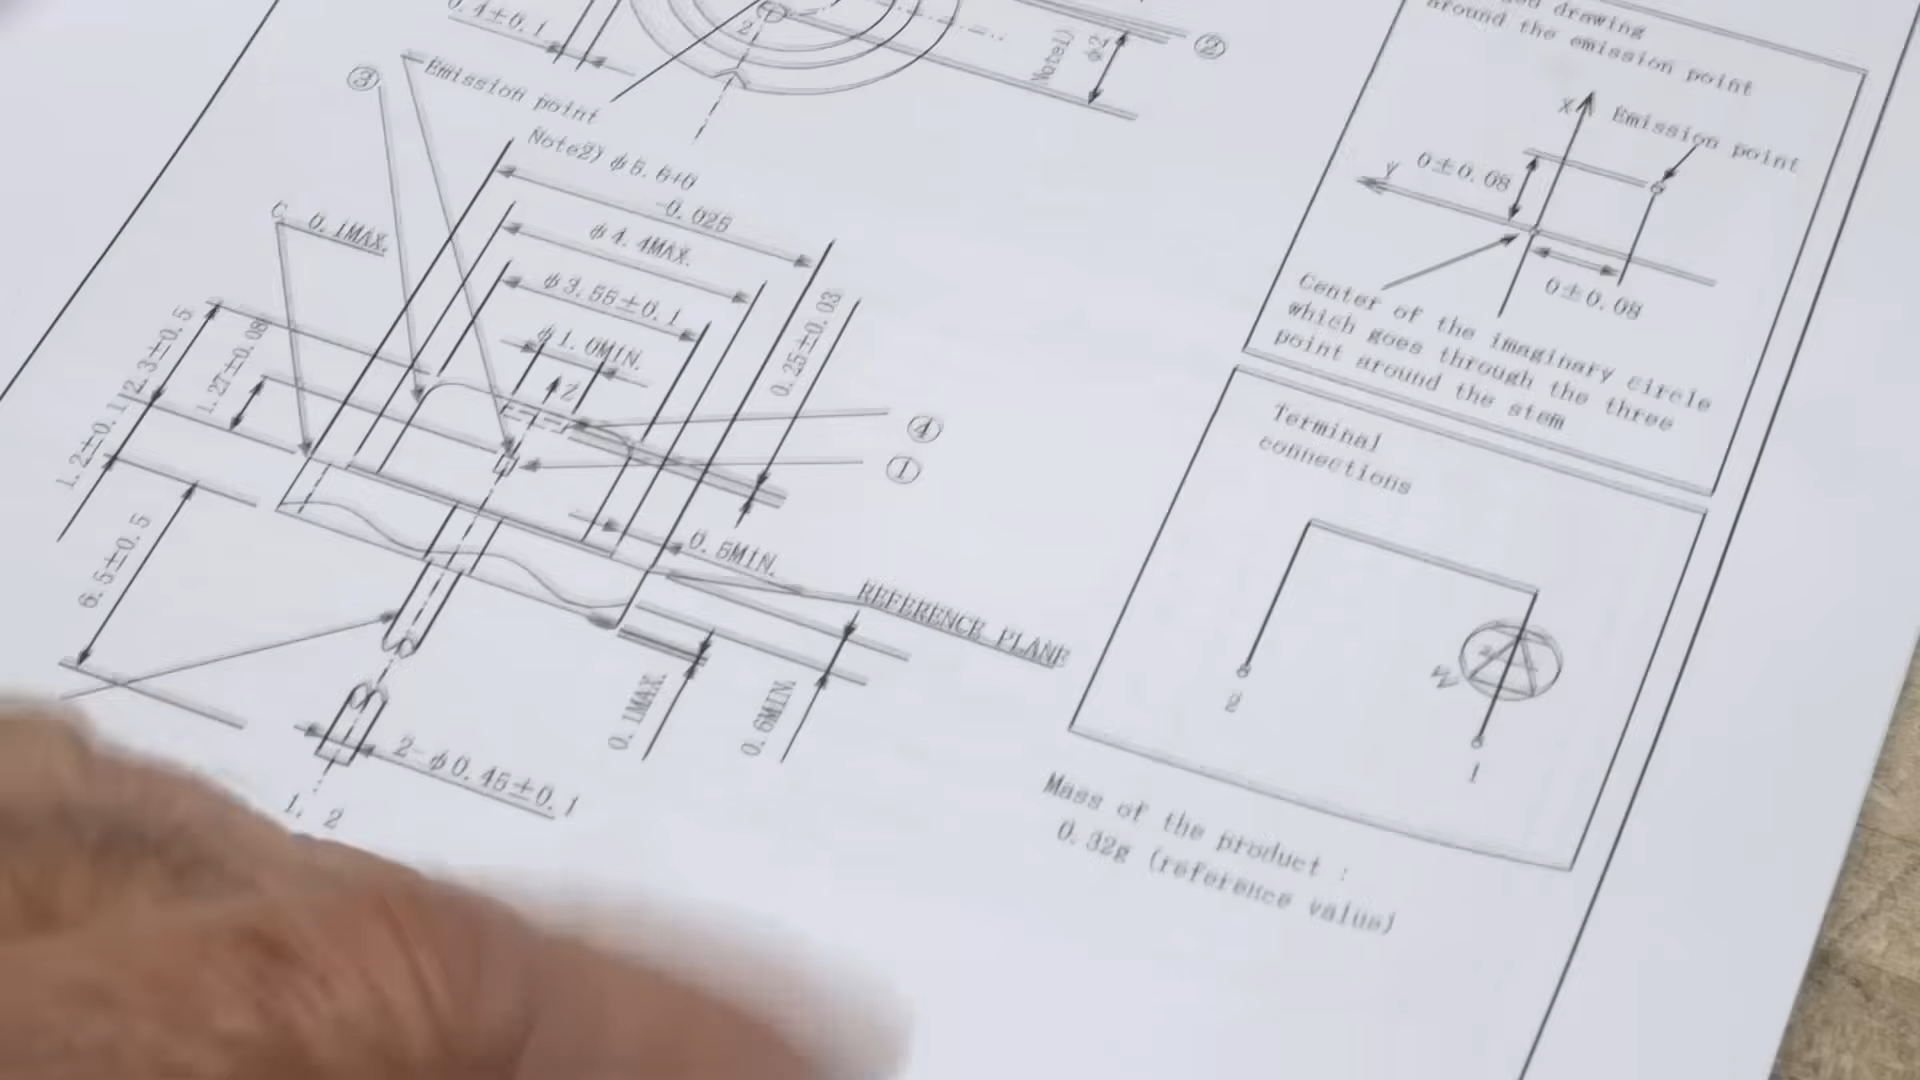 0.4±0.1
2
Note1)
φ2
②
③
Emission point
Note2)
φ5.6+0
-0.025
φ4.4MAX.
φ3.55±0.1
φ1.0MIN.
C
0.1MAX.
2.3±0.5
1.27±0.08
1.2±0.1
6.5±0.5
0.25±0.03
Z
④
①
0.5MIN.
REFERENCE PLANE
0.1MAX.
0.6MIN.
2-φ0.45±0.1
1, 2
drawing
around the emission point
X
Emission point
Y
0±0.08
0±0.08
Center of the imaginary circle
which goes through the three
point around the stem
Terminal
connections
2
1
Mass of the product :
0.32g (reference value)